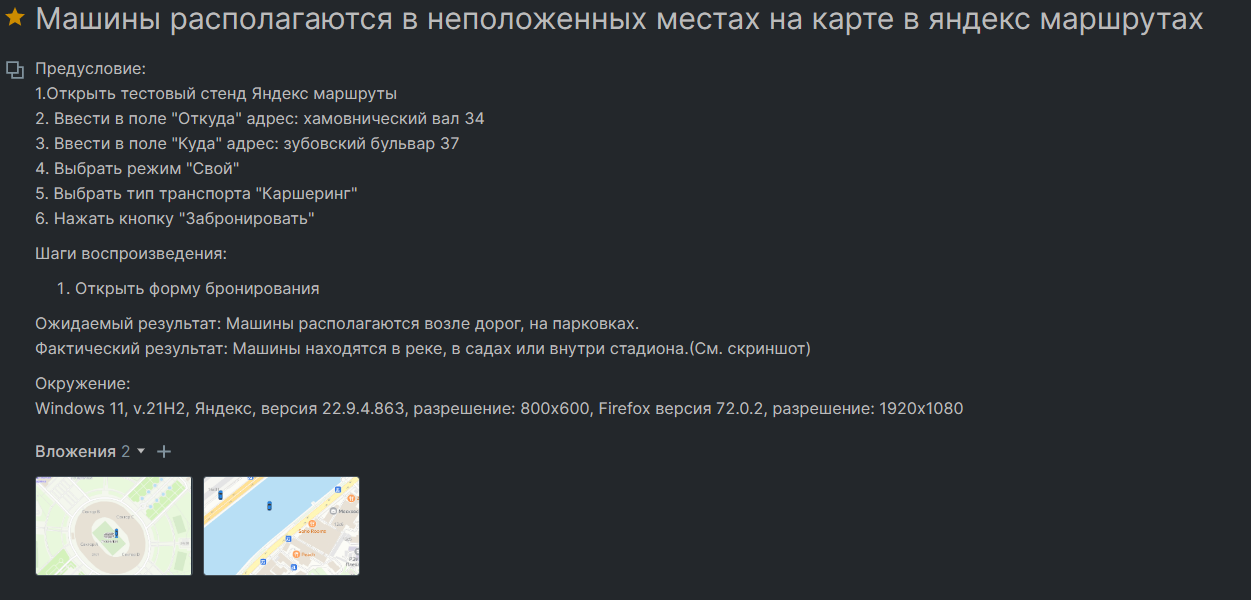 Машины располагаются в неположенных местах на карте в яндекс маршрутах
Предусловие:
1.Открыть тестовый стенд Яндекс маршруты
2. Ввести в поле "Откуда" адрес: хамовнический вал 34
3. Ввести в поле "Куда" адрес: зубовский бульвар 37
4. Выбрать режим "Свой"
5. Выбрать тип транспорта "Каршеринг"
6. Нажать кнопку "Забронировать"
Шаги воспроизведения:
1. Открыть форму бронирования
Ожидаемый результат: Машины располагаются возле дорог, на парковках.
Фактический результат: Машины находятся в реке, в садах или внутри стадиона.(См. скриншот)
Окружение:
Windows 11, v.21H2, Яндекс, версия 22.9.4.863, разрешение: 800x600, Firefox версия 72.0.2, разрешение: 1920x1080
Вложения 2